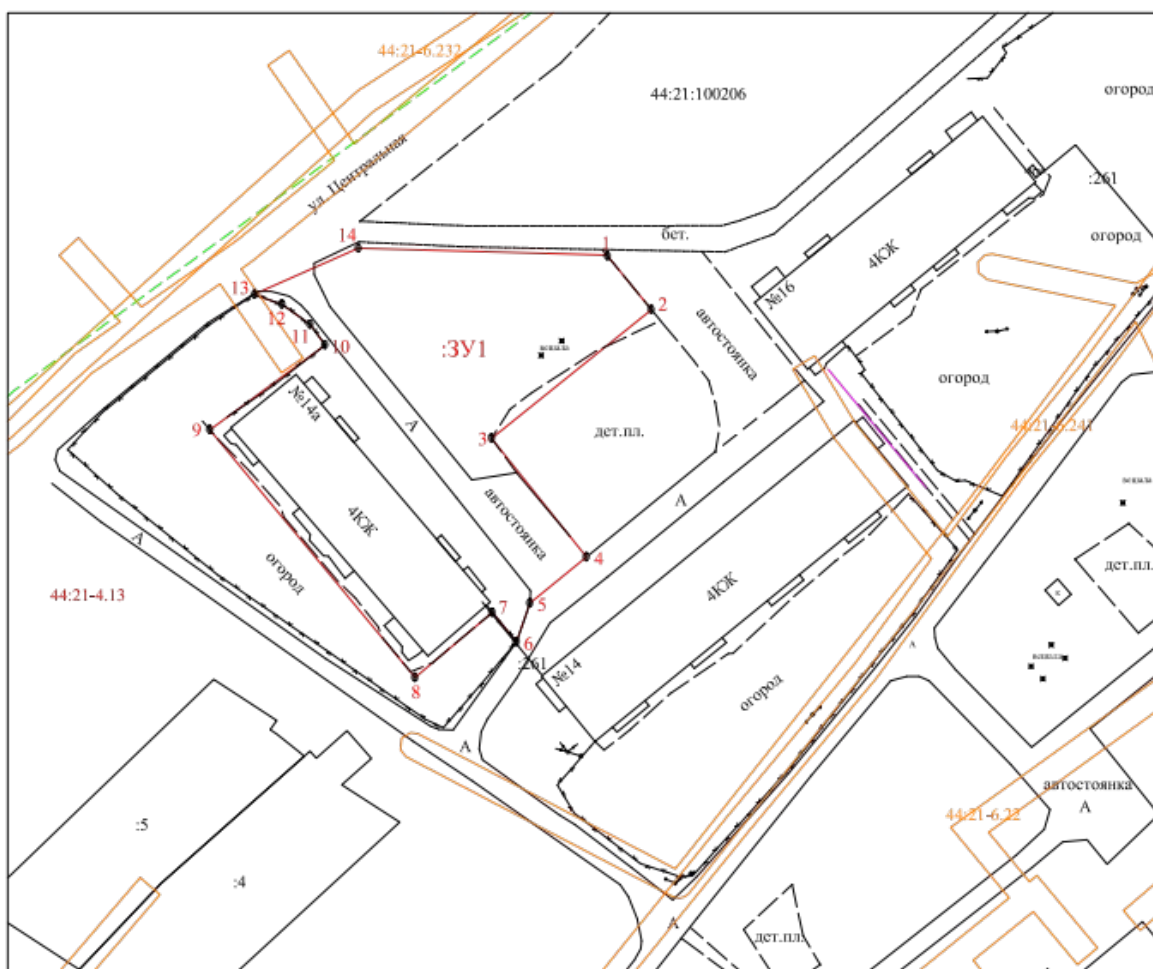 44:21-6.232
44:21:100206
огород
ул. Центральная
:261
14
1
бет.
4КЖ
огород
13
12
№16
2
11
10
:ЗУ1
вешала
автостоянка
огород
№14а
9
А
3
дет.пл.
44:21-6.241
вешала
4КЖ
автостоянка
А
А
4
дет.пл.
огород
44:21-4.13
5
4КЖ
к
7
6
:261
А
вешала
8
№14
огород
А
автостоянка
А
44:21-6.22
:5
:4
А
дет.пл.